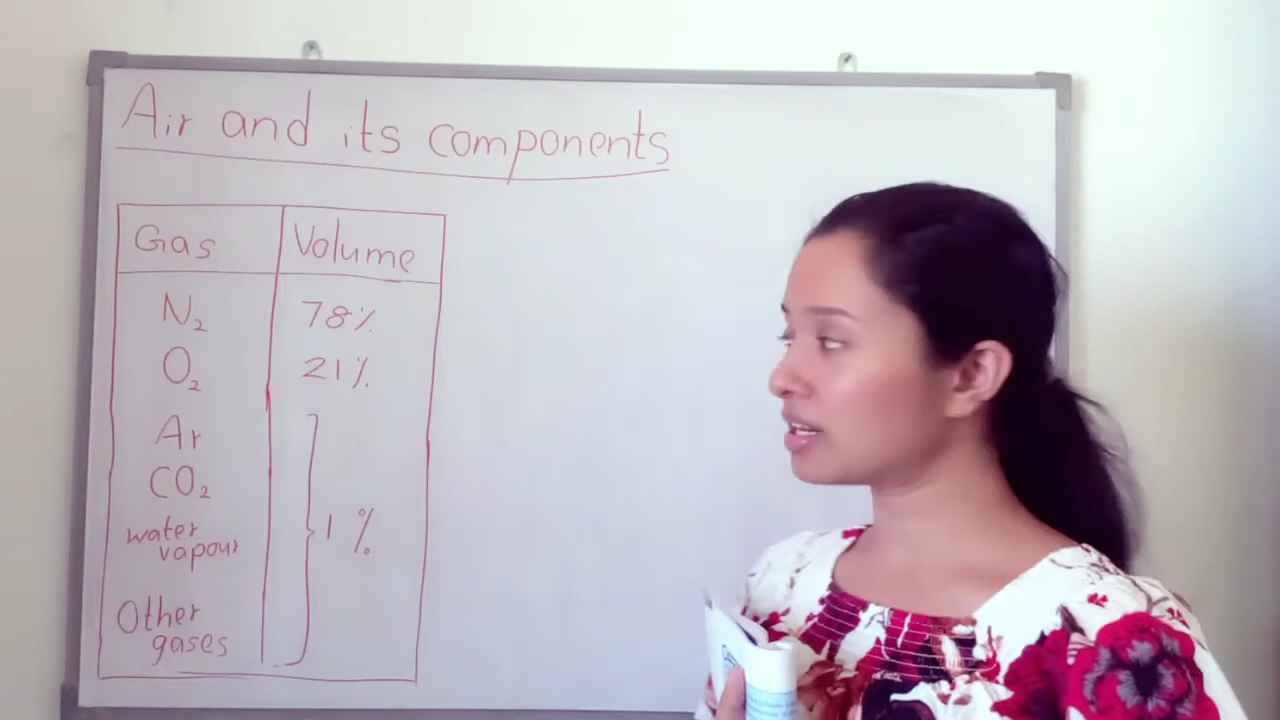 Air and its components
Gas Volume
N₂ 78%
O₂ 21%
Ar
CO₂
water
vapour
1%
Other
gases